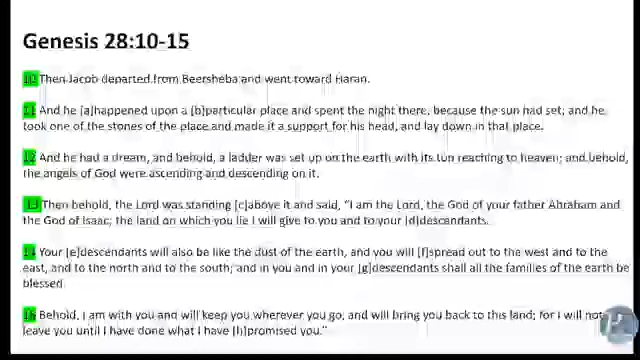 Genesis 28:10-15
10 Then Jacob departed from Beersheba and went toward Haran.
11 And he [a]happened upon a [b]particular place and spent the night there, because the sun had set; and he
took one of the stones of the place and made it a support for his head, and lay down in that place.
12 And he had a dream, and behold, a ladder was set up on the earth with its top reaching to heaven; and behold,
the angels of God were ascending and descending on it.
13 Then behold, the Lord was standing [c]above it and said, “I am the Lord, the God of your father Abraham and
the God of Isaac; the land on which you lie I will give to you and to your [d]descendants.
14 Your [e]descendants will also be like the dust of the earth, and you will [f]spread out to the west and to the
east, and to the north and to the south; and in you and in your [g]descendants shall all the families of the earth be
blessed.
15 Behold, I am with you and will keep you wherever you go, and will bring you back to this land; for I will not
leave you until I have done what I have [h]promised you.”